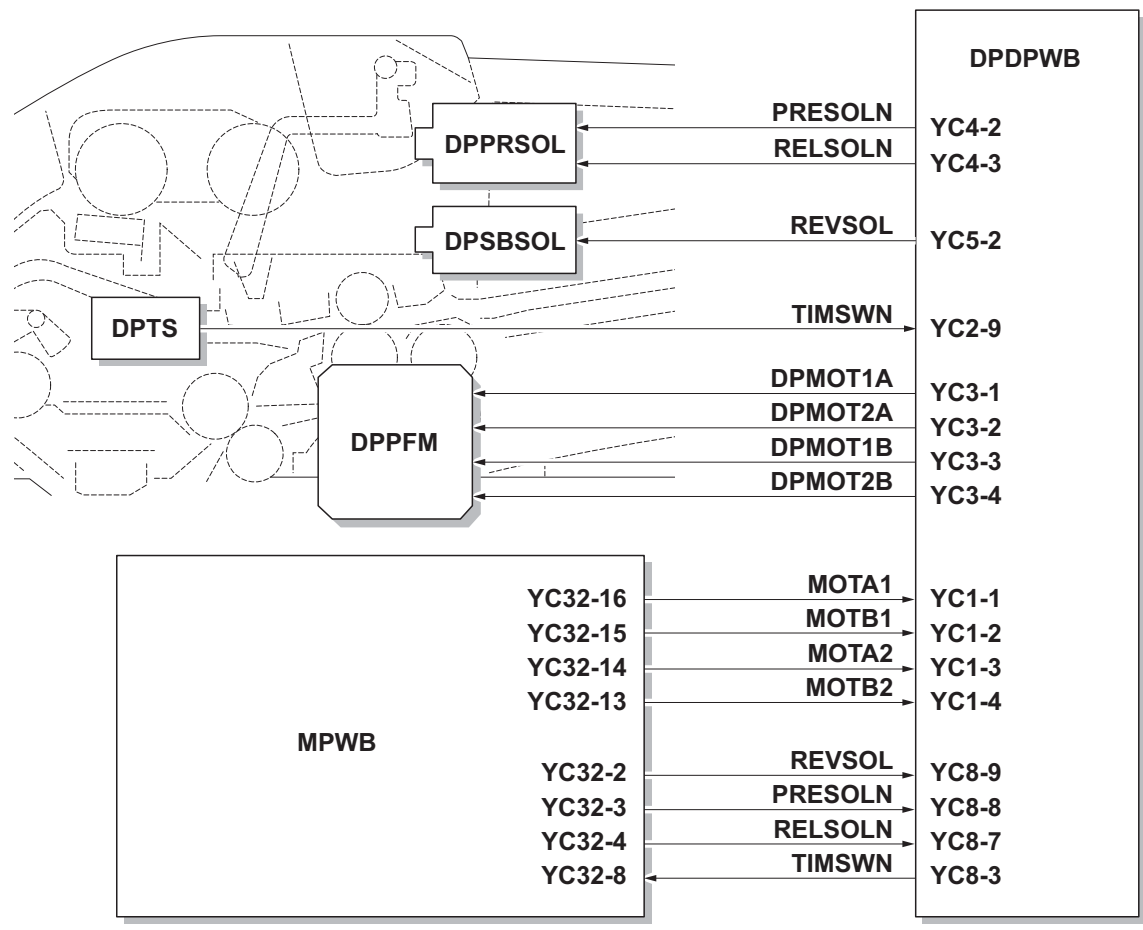 DPDPWB
PRESOLN
YC4-2
DPPRSOL
RELSOLN
YC4-3
REVSOL
DPSBSOL
YC5-2
TIMSWN
DPTS
YC2-9
DPMOT1A
YC3-1
DPMOT2A
YC3-2
DPPFM
DPMOT1B
YC3-3
DPMOT2B
YC3-4
MOTA1
YC32-16
YC1-1
MOTB1
YC32-15
YC1-2
MOTA2
YC32-14
YC1-3
MOTB2
YC32-13
YC1-4
MPWB
REVSOL
YC32-2
YC8-9
PRESOLN
YC32-3
YC8-8
RELSOLN
YC32-4
YC8-7
TIMSWN
YC32-8
YC8-3